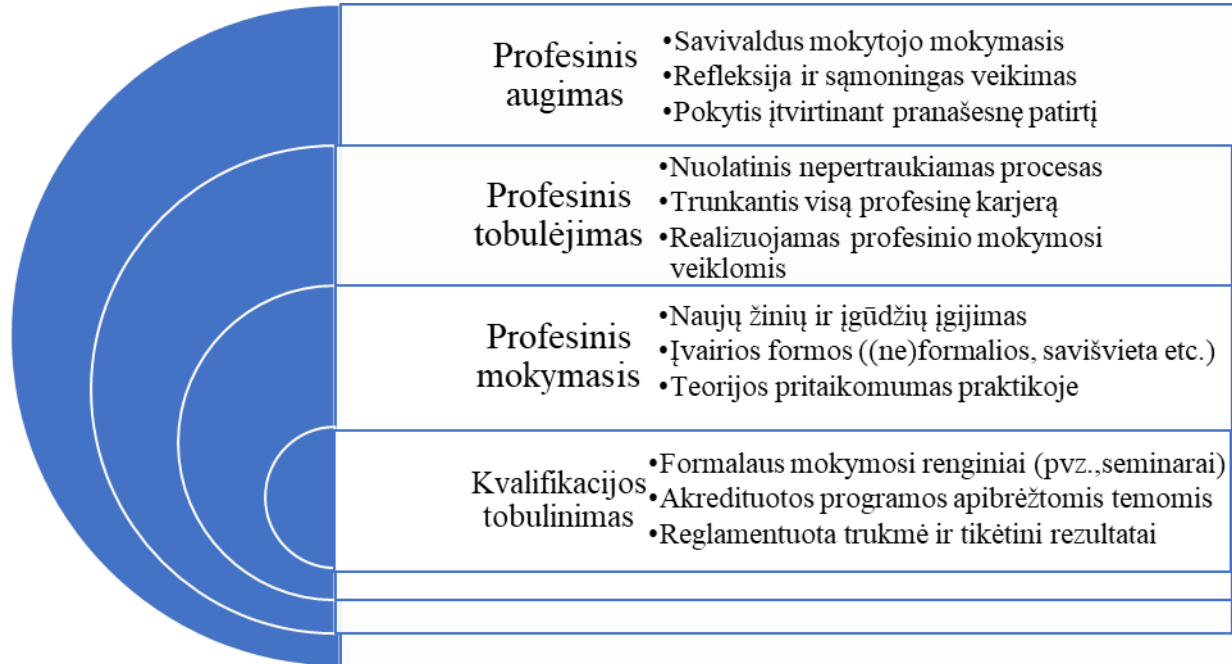 Profesinis
augimas
•Savivaldus mokytojo mokymasis
•Refleksija ir sąmoningas veikimas
•Pokytis įtvirtinant pranašesnę patirtį
Profesinis
tobulėjimas
•Nuolatinis nepertraukiamas procesas
•Trunkantis visą profesinę karjerą
•Realizuojamas profesinio mokymosi
veiklomis
Profesinis
mokymasis
•Naujų žinių ir įgūdžių įgijimas
•Įvairios formos ((ne)formalios, savišvieta etc.)
•Teorijos pritaikomumas praktikoje
Kvalifikacijos
tobulinimas
•Formalaus mokymosi renginiai (pvz.,seminarai)
•Akredituotos programos apibrėžtomis temomis
•Reglamentuota trukmė ir tikėtini rezultatai